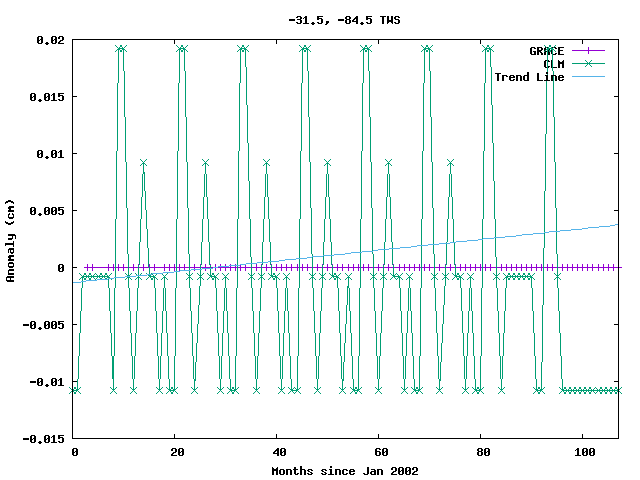 -31.5, -84.5 TWS
0.02
0.015
0.01
0.005
0
-0.005
-0.01
-0.015
Anomaly (cm)
GRACE
CLM
Trend Line
0 20 40 60 80 100
Months since Jan 2002